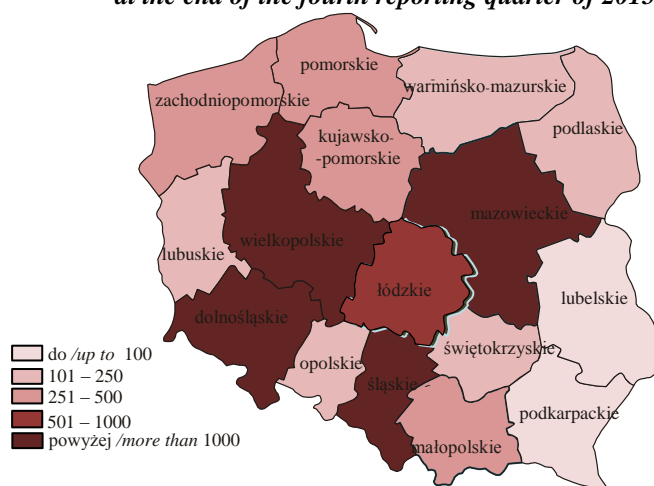 at the end of the fourth reporting quarter of 2013
pomorskie
warmińsko-mazurskie
zachodniopomorskie
podlaskie
kujawsko-
-pomorskie
mazowieckie
wielkopolskie
lubuskie
łódzkie
lubelskie
dolnośląskie
świętokrzyskie
opolskie
śląskie
podkarpackie
małopolskie
do /up to 100
101 – 250
251 – 500
501 – 1000
powyżej /more than 1000